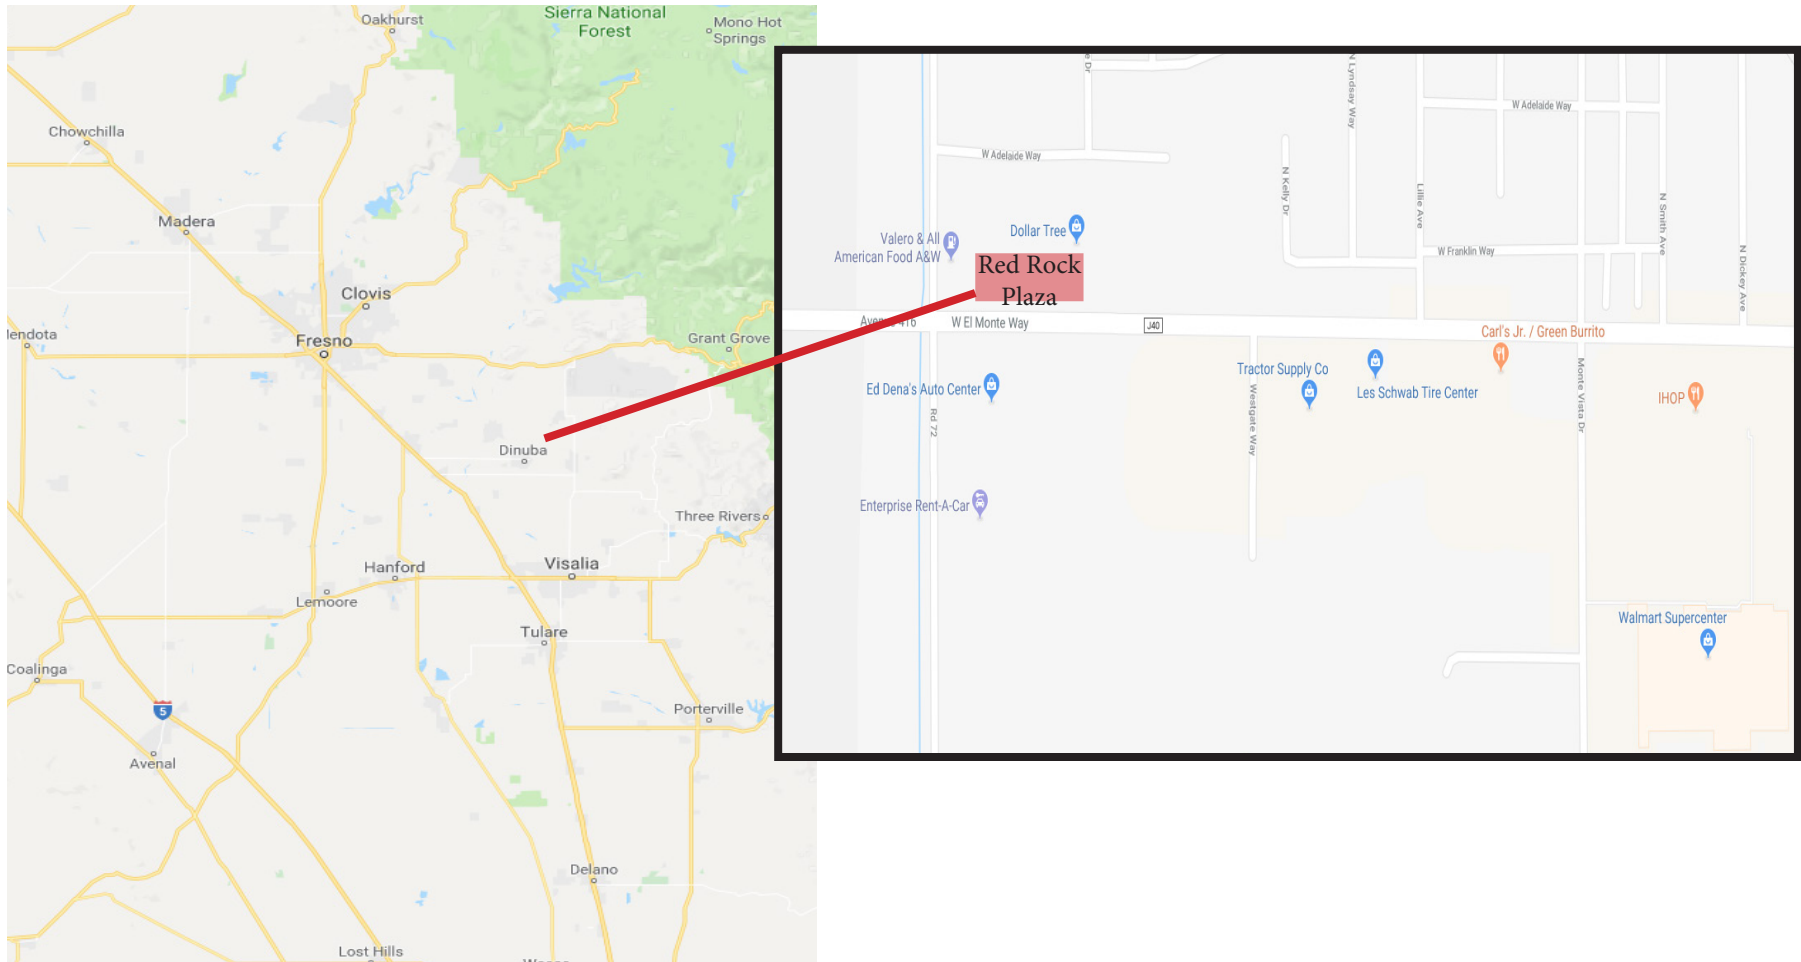 Oakhurst
Sierra National
Forest
Mono Hot
Springs
Chowchilla
Madera
Clovis
Fresno
Grant Grove
Dinuba
Three Rivers
Hanford
Visalia
Lemoore
Tulare
Coalinga
5
Porterville
Avenal
Delano
Lost Hills
e Dr
N Lyndsay Way
W Adelaide Way
W Adelaide Way
N Kelly Dr
Lillie Ave
N Smith Ave
N Dickey Ave
Dollar Tree
Valero & All
American Food A&W
W Franklin Way
Red Rock
Plaza
W El Monte Way
J40
Carl's Jr. / Green Burrito
Tractor Supply Co
Les Schwab Tire Center
Ed Dena's Auto Center
IHOP
Rd 72
Westgate Way
Monte Vista Dr
Enterprise Rent-A-Car
Walmart Supercenter